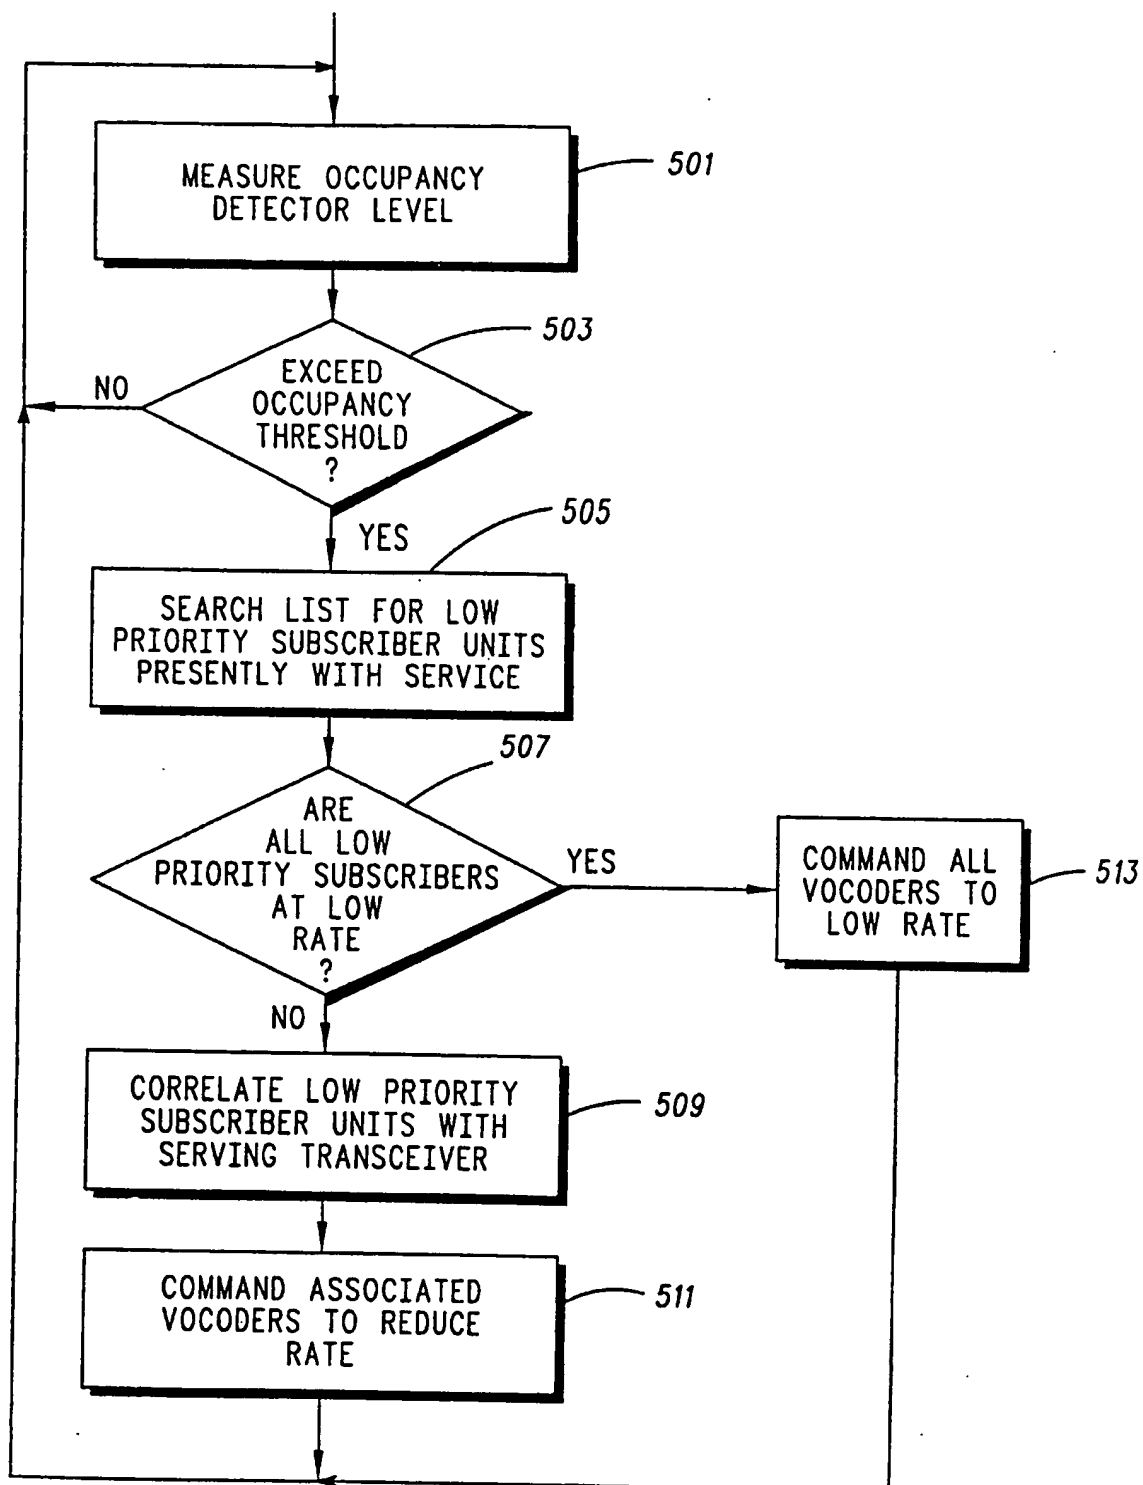 MEASURE OCCUPANCY
DETECTOR LEVEL
501
503
EXCEED
OCCUPANCY
THRESHOLD
?
NO
YES
505
SEARCH LIST FOR LOW
PRIORITY SUBSCRIBER UNITS
PRESENTLY WITH SERVICE
507
ARE
ALL LOW
PRIORITY SUBSCRIBERS
AT LOW
RATE
?
YES
COMMAND ALL
VOCODERS TO
LOW RATE
513
NO
CORRELATE LOW PRIORITY
SUBSCRIBER UNITS WITH
SERVING TRANSCEIVER
509
COMMAND ASSOCIATED
VOCODERS TO REDUCE
RATE
511